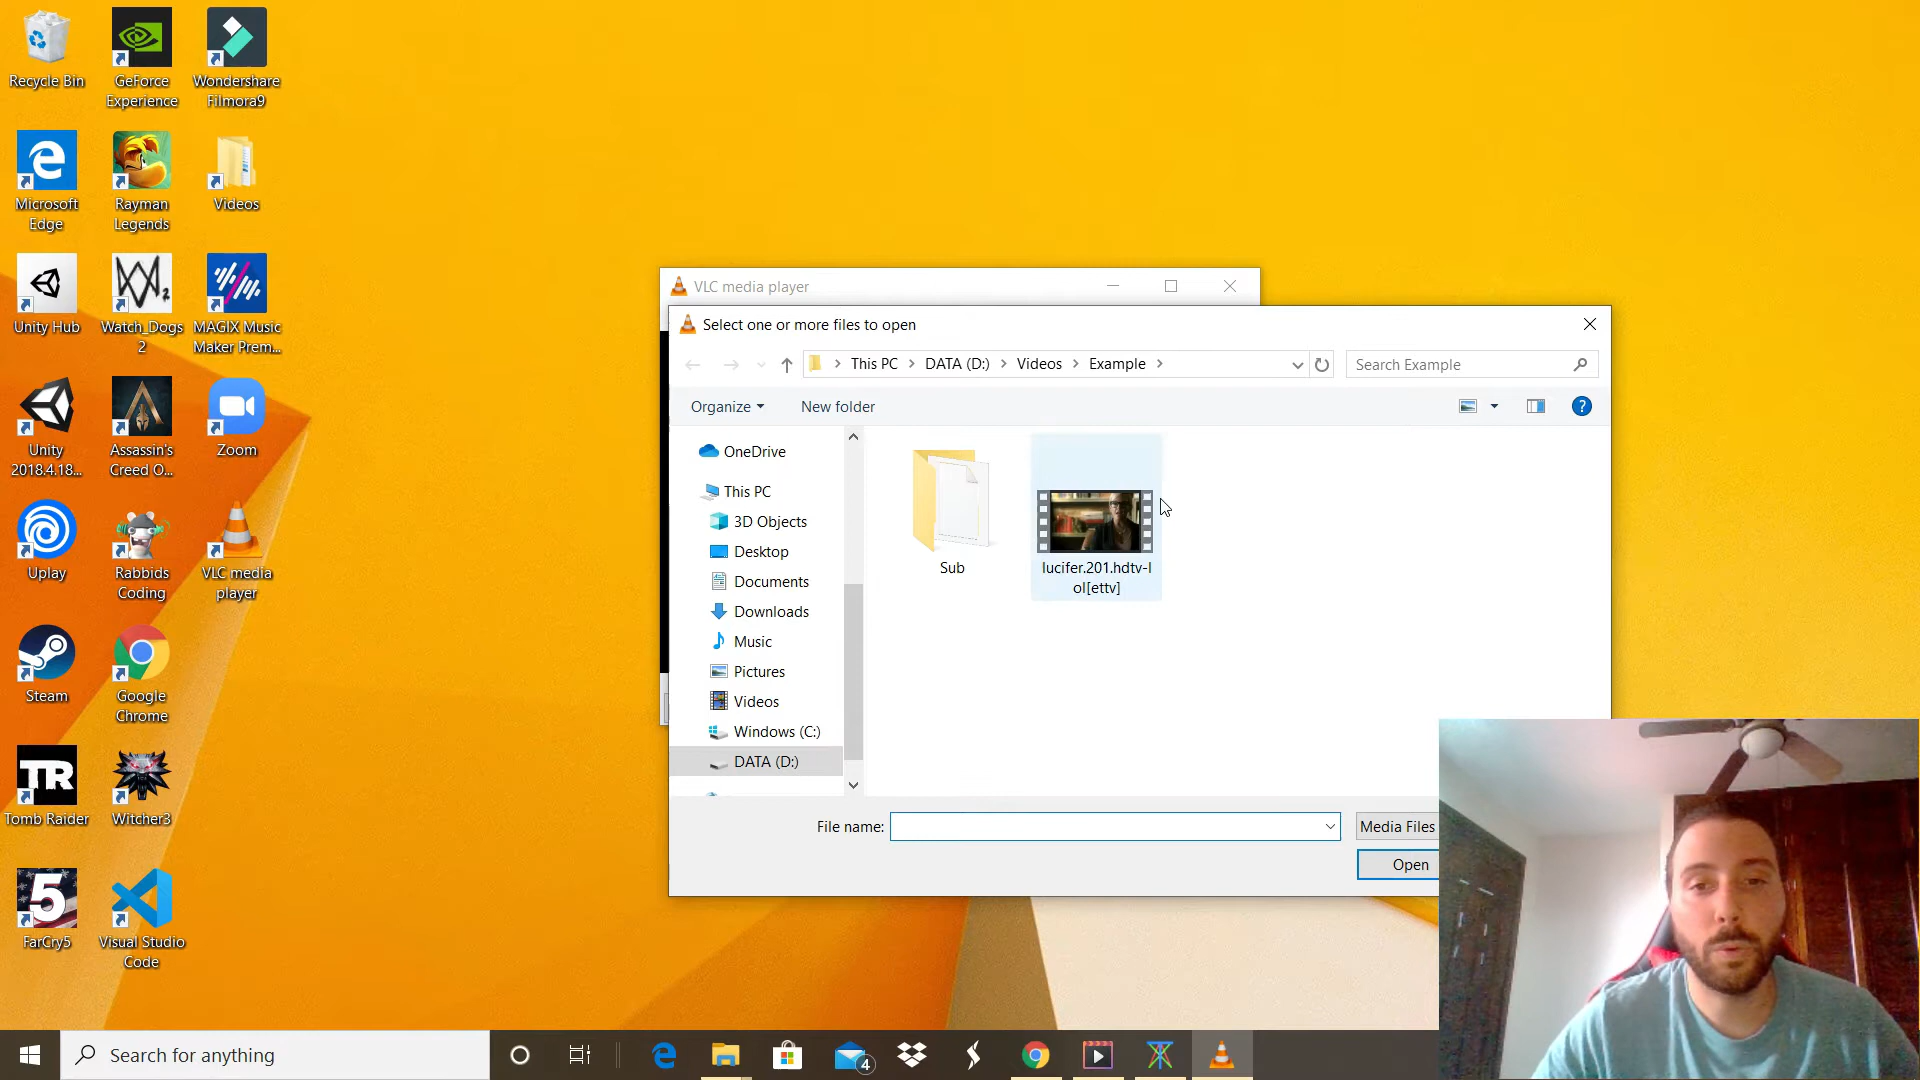 Recycle Bin
GeForce
Experience
Wondershare
Filmora9
Microsoft
Edge
Rayman
Legends
Videos
Unity Hub
Watch_Dogs
2
MAGIX Music
Maker Prem...
Unity
2018.4.18...
Assassin's
Creed O...
Zoom
Uplay
Rabbids
Coding
VLC media
player
Steam
Google
Chrome
TR
Tomb Raider
Witcher3
5
FarCry5
Visual Studio
Code
VLC media player
Select one or more files to open
This PC
DATA (D:)
Videos
Example
Search Example
Organize
New folder
?
OneDrive
This PC
3D Objects
Desktop
Documents
Downloads
Music
Pictures
Videos
Windows (C:)
DATA (D:)
Sub
lucifer.201.hdtv-l
ol[ettv]
File name:
Media Files
Open
Search for anything
4